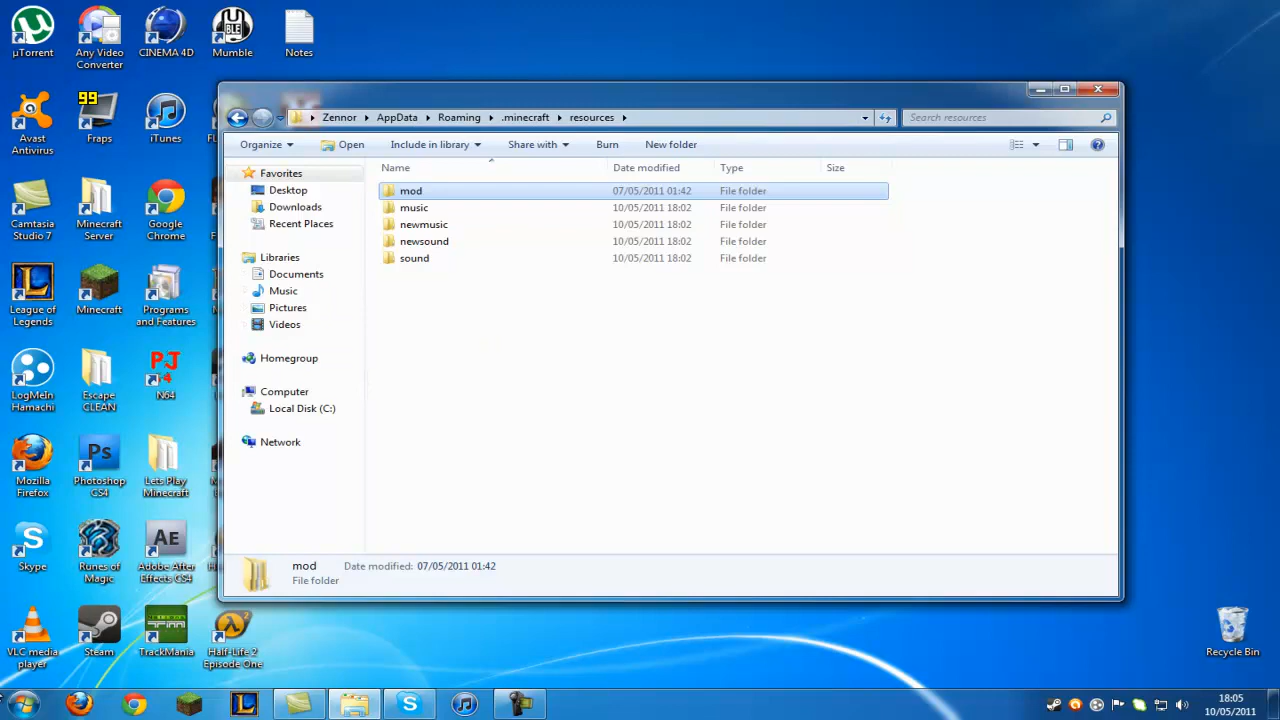 µTorrent
Any Video
Converter
CINEMA 4D
Mumble
Notes
Avast
Antivirus
99
Fraps
iTunes
Camtasia
Studio 7
Minecraft
Server
Google
Chrome
League of
Legends
Minecraft
Programs
and Features
LogMeIn
Hamachi
Escape
CLEAN
PJ
4
N64
Mozilla
Firefox
Ps
Photoshop
CS4
Lets Play
Minecraft
Skype
Runes of
Magic
AE
Adobe After
Effects CS4
VLC media
player
Steam
TrackMania
Half-Life 2
Episode One
Zennor
AppData
Roaming
.minecraft
resources
Search resources
Organize
Open
Include in library
Share with
Burn
New folder
Favorites
Desktop
Downloads
Recent Places
Libraries
Documents
Music
Pictures
Videos
Homegroup
Computer
Local Disk (C:)
Network
Name Date modified Type Size
mod 07/05/2011 01:42 File folder
music 10/05/2011 18:02 File folder
newmusic 10/05/2011 18:02 File folder
newsound 10/05/2011 18:02 File folder
sound 10/05/2011 18:02 File folder
mod Date modified: 07/05/2011 01:42
File folder
Recycle Bin
18:05
10/05/2011